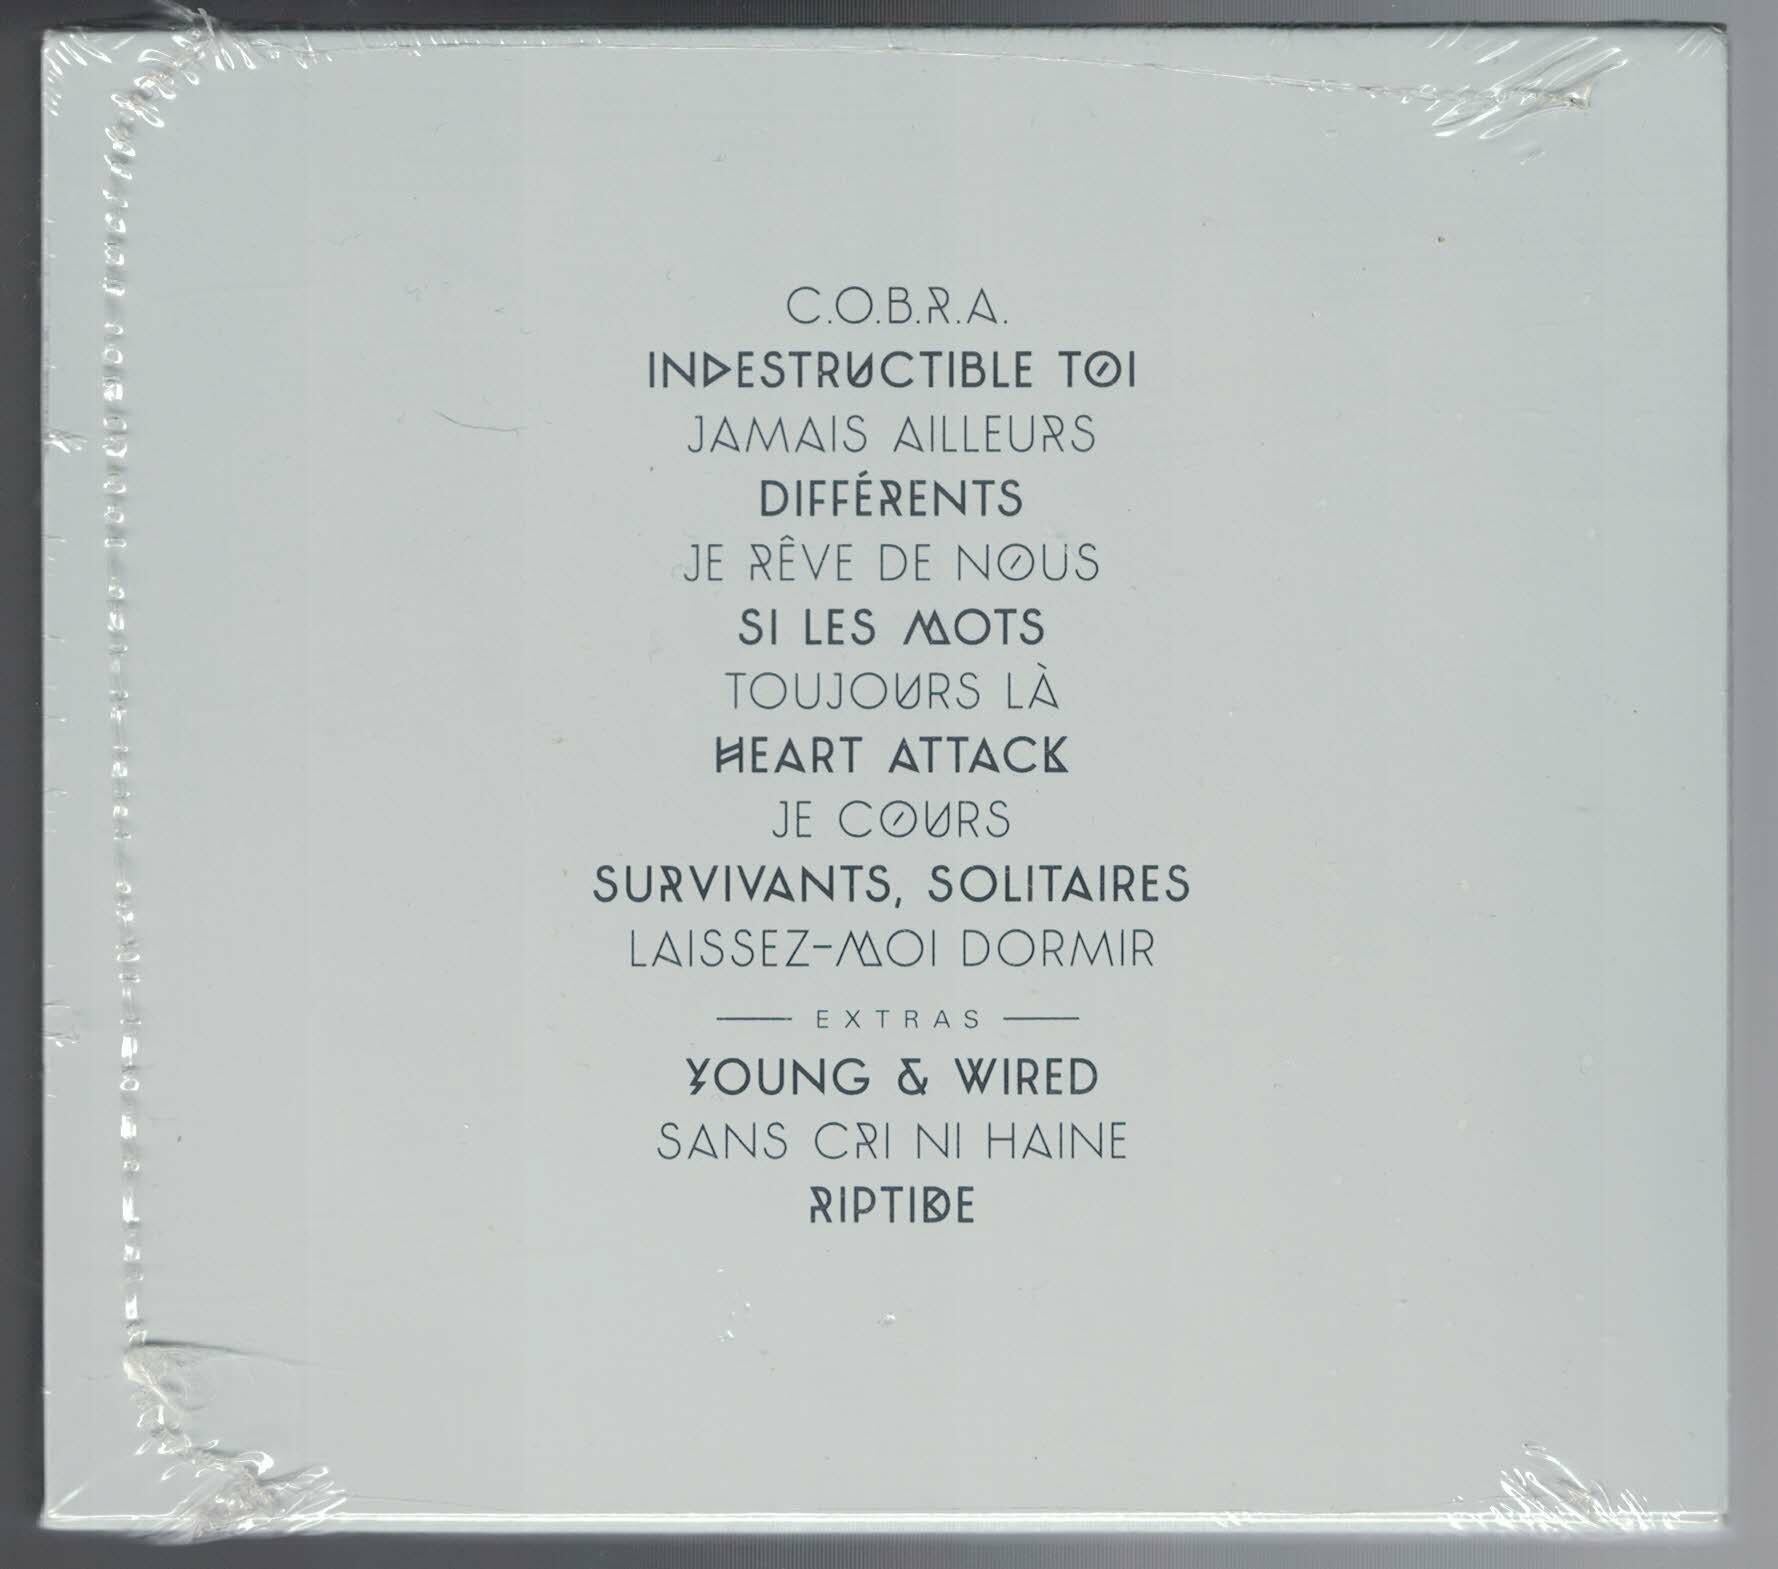 C.O.B.R.A.
INDESTRUCTIBLE TOI
JAMAIS AILLEURS
DIFFÉRENTS
JE RÊVE DE NOUS
SI LES MOTS
TOUJOURS LÀ
HEART ATTACK
JE COURS
SURVIVANTS, SOLITAIRES
LAISSEZ-MOI DORMIR
EXTRAS
YOUNG & WIRED
SANS CRI NI HAINE
RIPTIDE